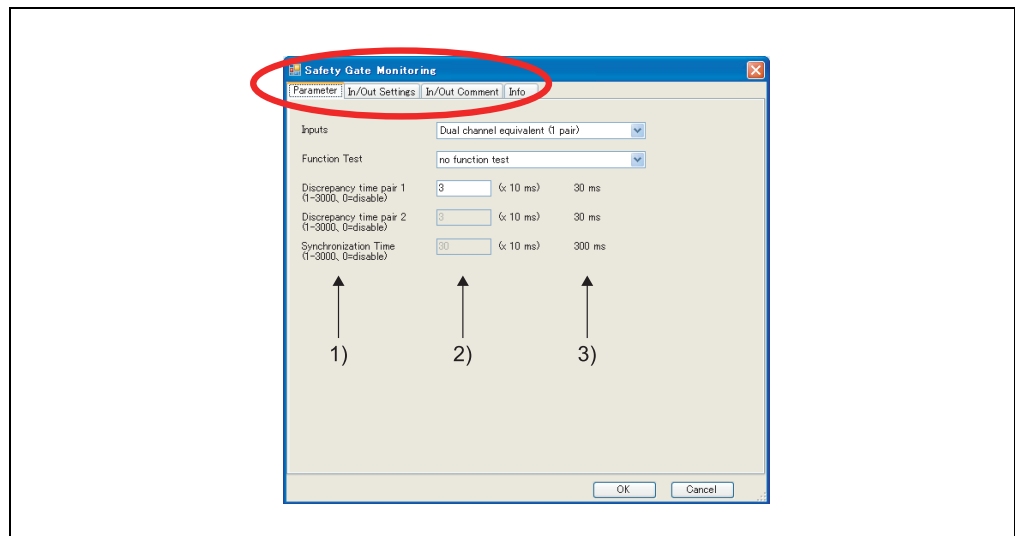 Safety Gate Monitoring
Parameter In/Out Settings In/Out Comment Info
Inputs Dual channel equivalent (1 pair)
Function Test no function test
Discrepancy time pair 1 3 (x 10 ms) 30 ms
(1-3000、0=disable)
Discrepancy time pair 2 3 (x 10 ms) 30 ms
(1-3000、0=disable)
Synchronization Time 30 (x 10 ms) 300 ms
(1-3000、0=disable)
1) 2) 3)
OK Cancel